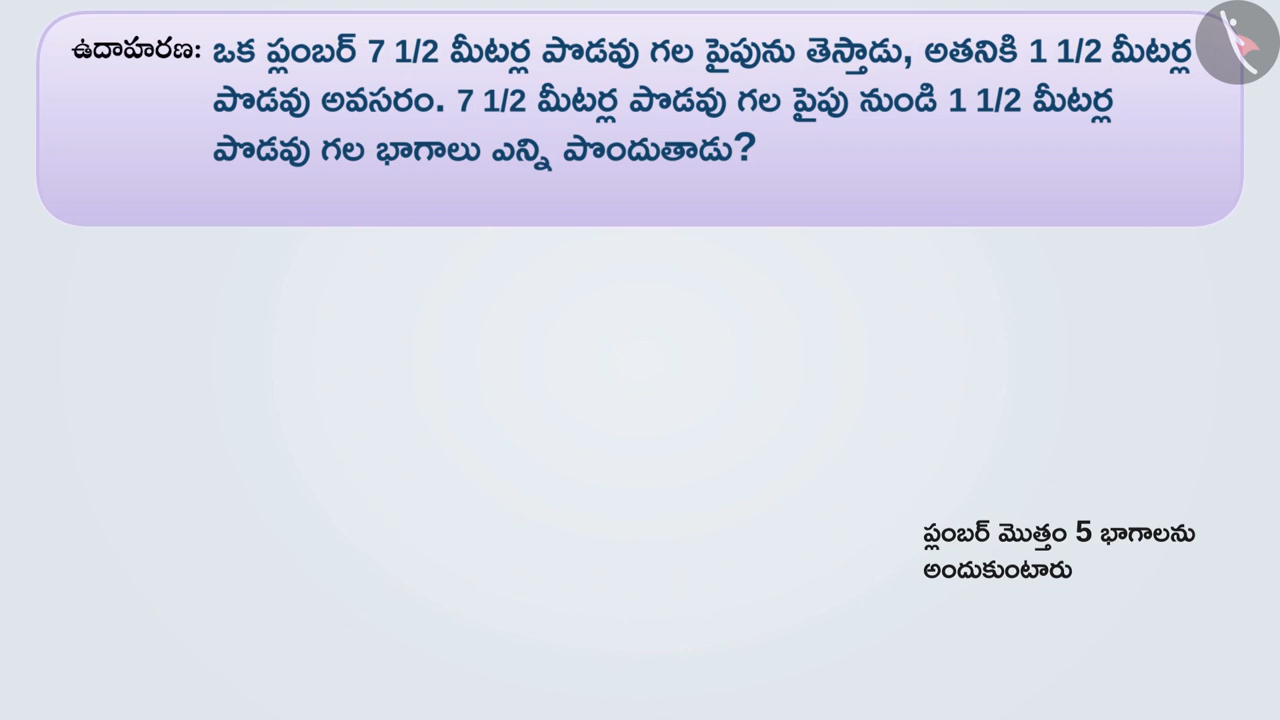 ఉదాహరణ: ఒక ప్లంబర్ 7 1/2 మీటర్ల పొడవు గల పైపును తెస్తాడు, అతనికి 1 1/2 మీటర్ల
పొడవు అవసరం. 7 1/2 మీటర్ల పొడవు గల పైపు నుండి 1 1/2 మీటర్ల
పొడవు గల భాగాలు ఎన్ని పొందుతాడు?
ప్లంబర్ మొత్తం 5 భాగాలను
అందుకుంటారు